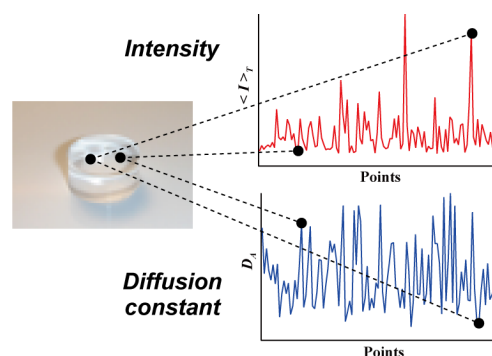 Intensity
< I >T
Points
DA
Points
Diffusion
constant